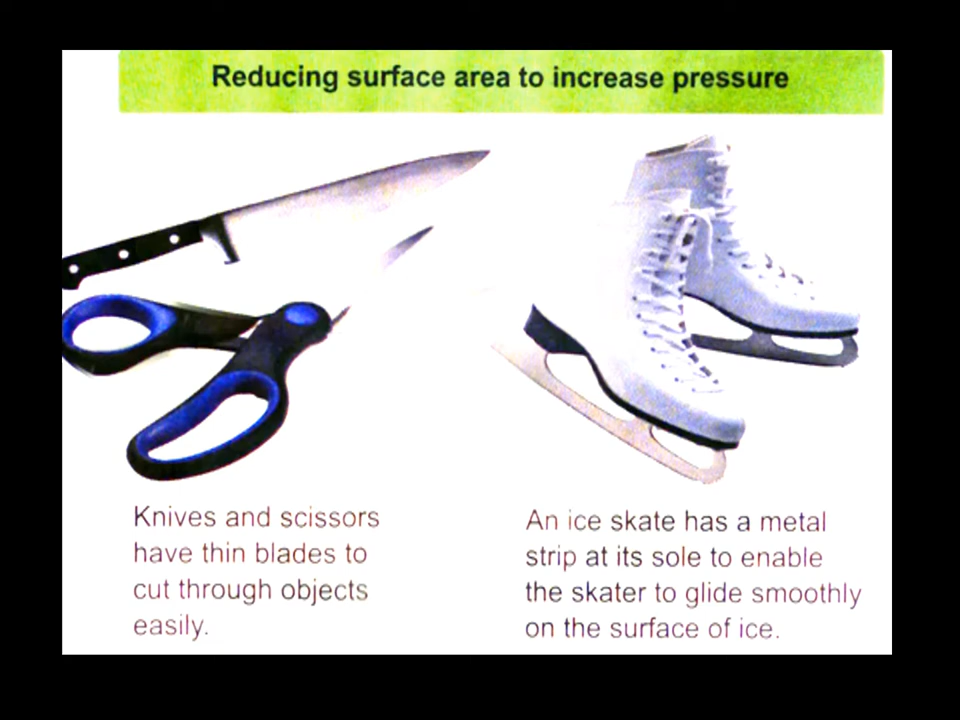 Reducing surface area to increase pressure
Knives and scissors
have thin blades to
cut through objects
easily.
An ice skate has a metal
strip at its sole to enable
the skater to glide smoothly
on the surface of ice.